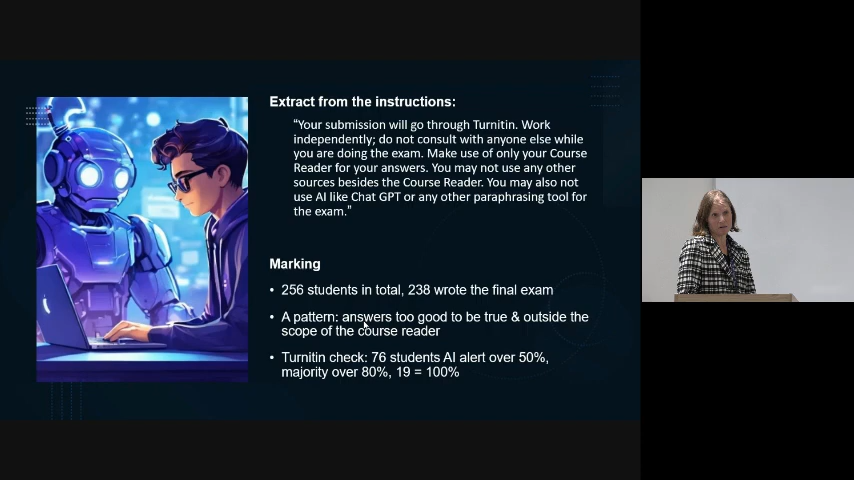 Extract from the instructions:
“Your submission will go through Turnitin. Work
independently; do not consult with anyone else while
you are doing the exam. Make use of only your Course
Reader for your answers. You may not use any other
sources besides the Course Reader. You may also not
use AI like Chat GPT or any other paraphrasing tool for
the exam.”
Marking
• 256 students in total, 238 wrote the final exam
• A pattern: answers too good to be true & outside the
scope of the course reader
• Turnitin check: 76 students AI alert over 50%,
majority over 80%, 19 = 100%